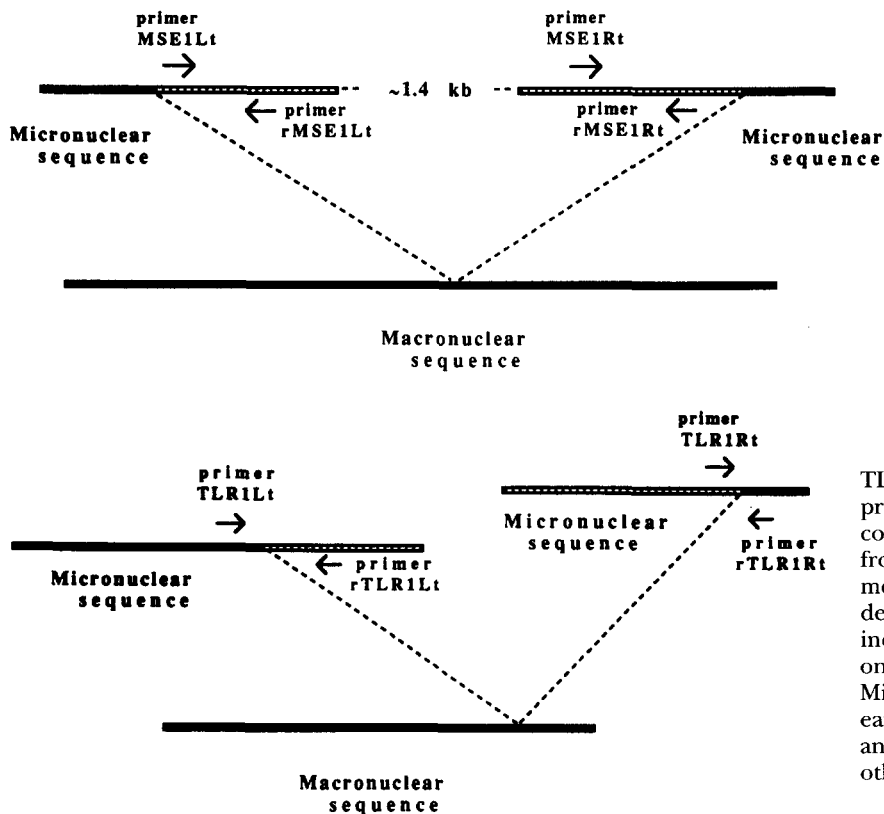 primer
MSE1Lt
primer
MSE1Rt
~1.4 kb
primer
rMSE1Lt
primer
rMSE1Rt
Micronuclear
sequence
Micronuclear
sequence
Macronuclear
sequence
primer
TLR1Lt
primer
TLR1Rt
Micronuclear
sequence
primer
rTLR1Lt
Micronuclear
sequence
primer
rTLR1Rt
Macronuclear
sequence